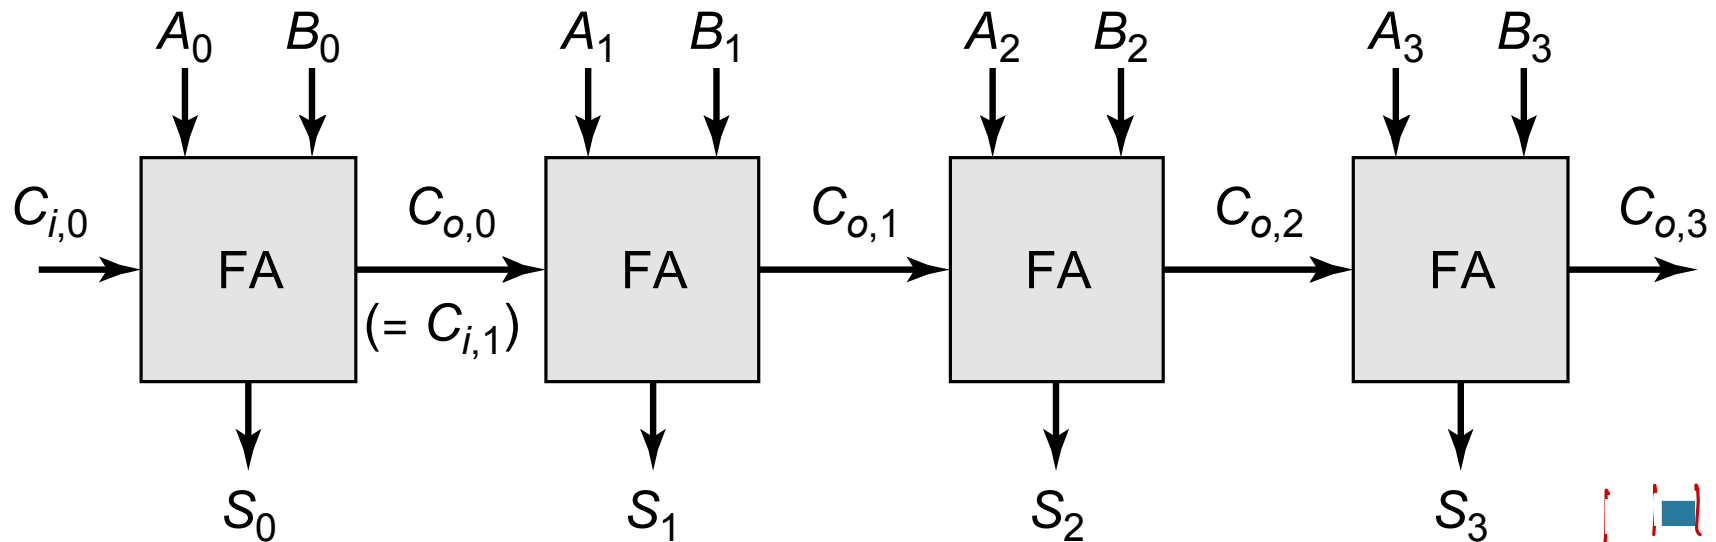 A0 B0 A1 B1 A2 B2 A3 B3
Ci,0 Co,0 Co,1 Co,2 Co,3
FA FA FA FA
(= Ci,1)
S0 S1 S2 S3